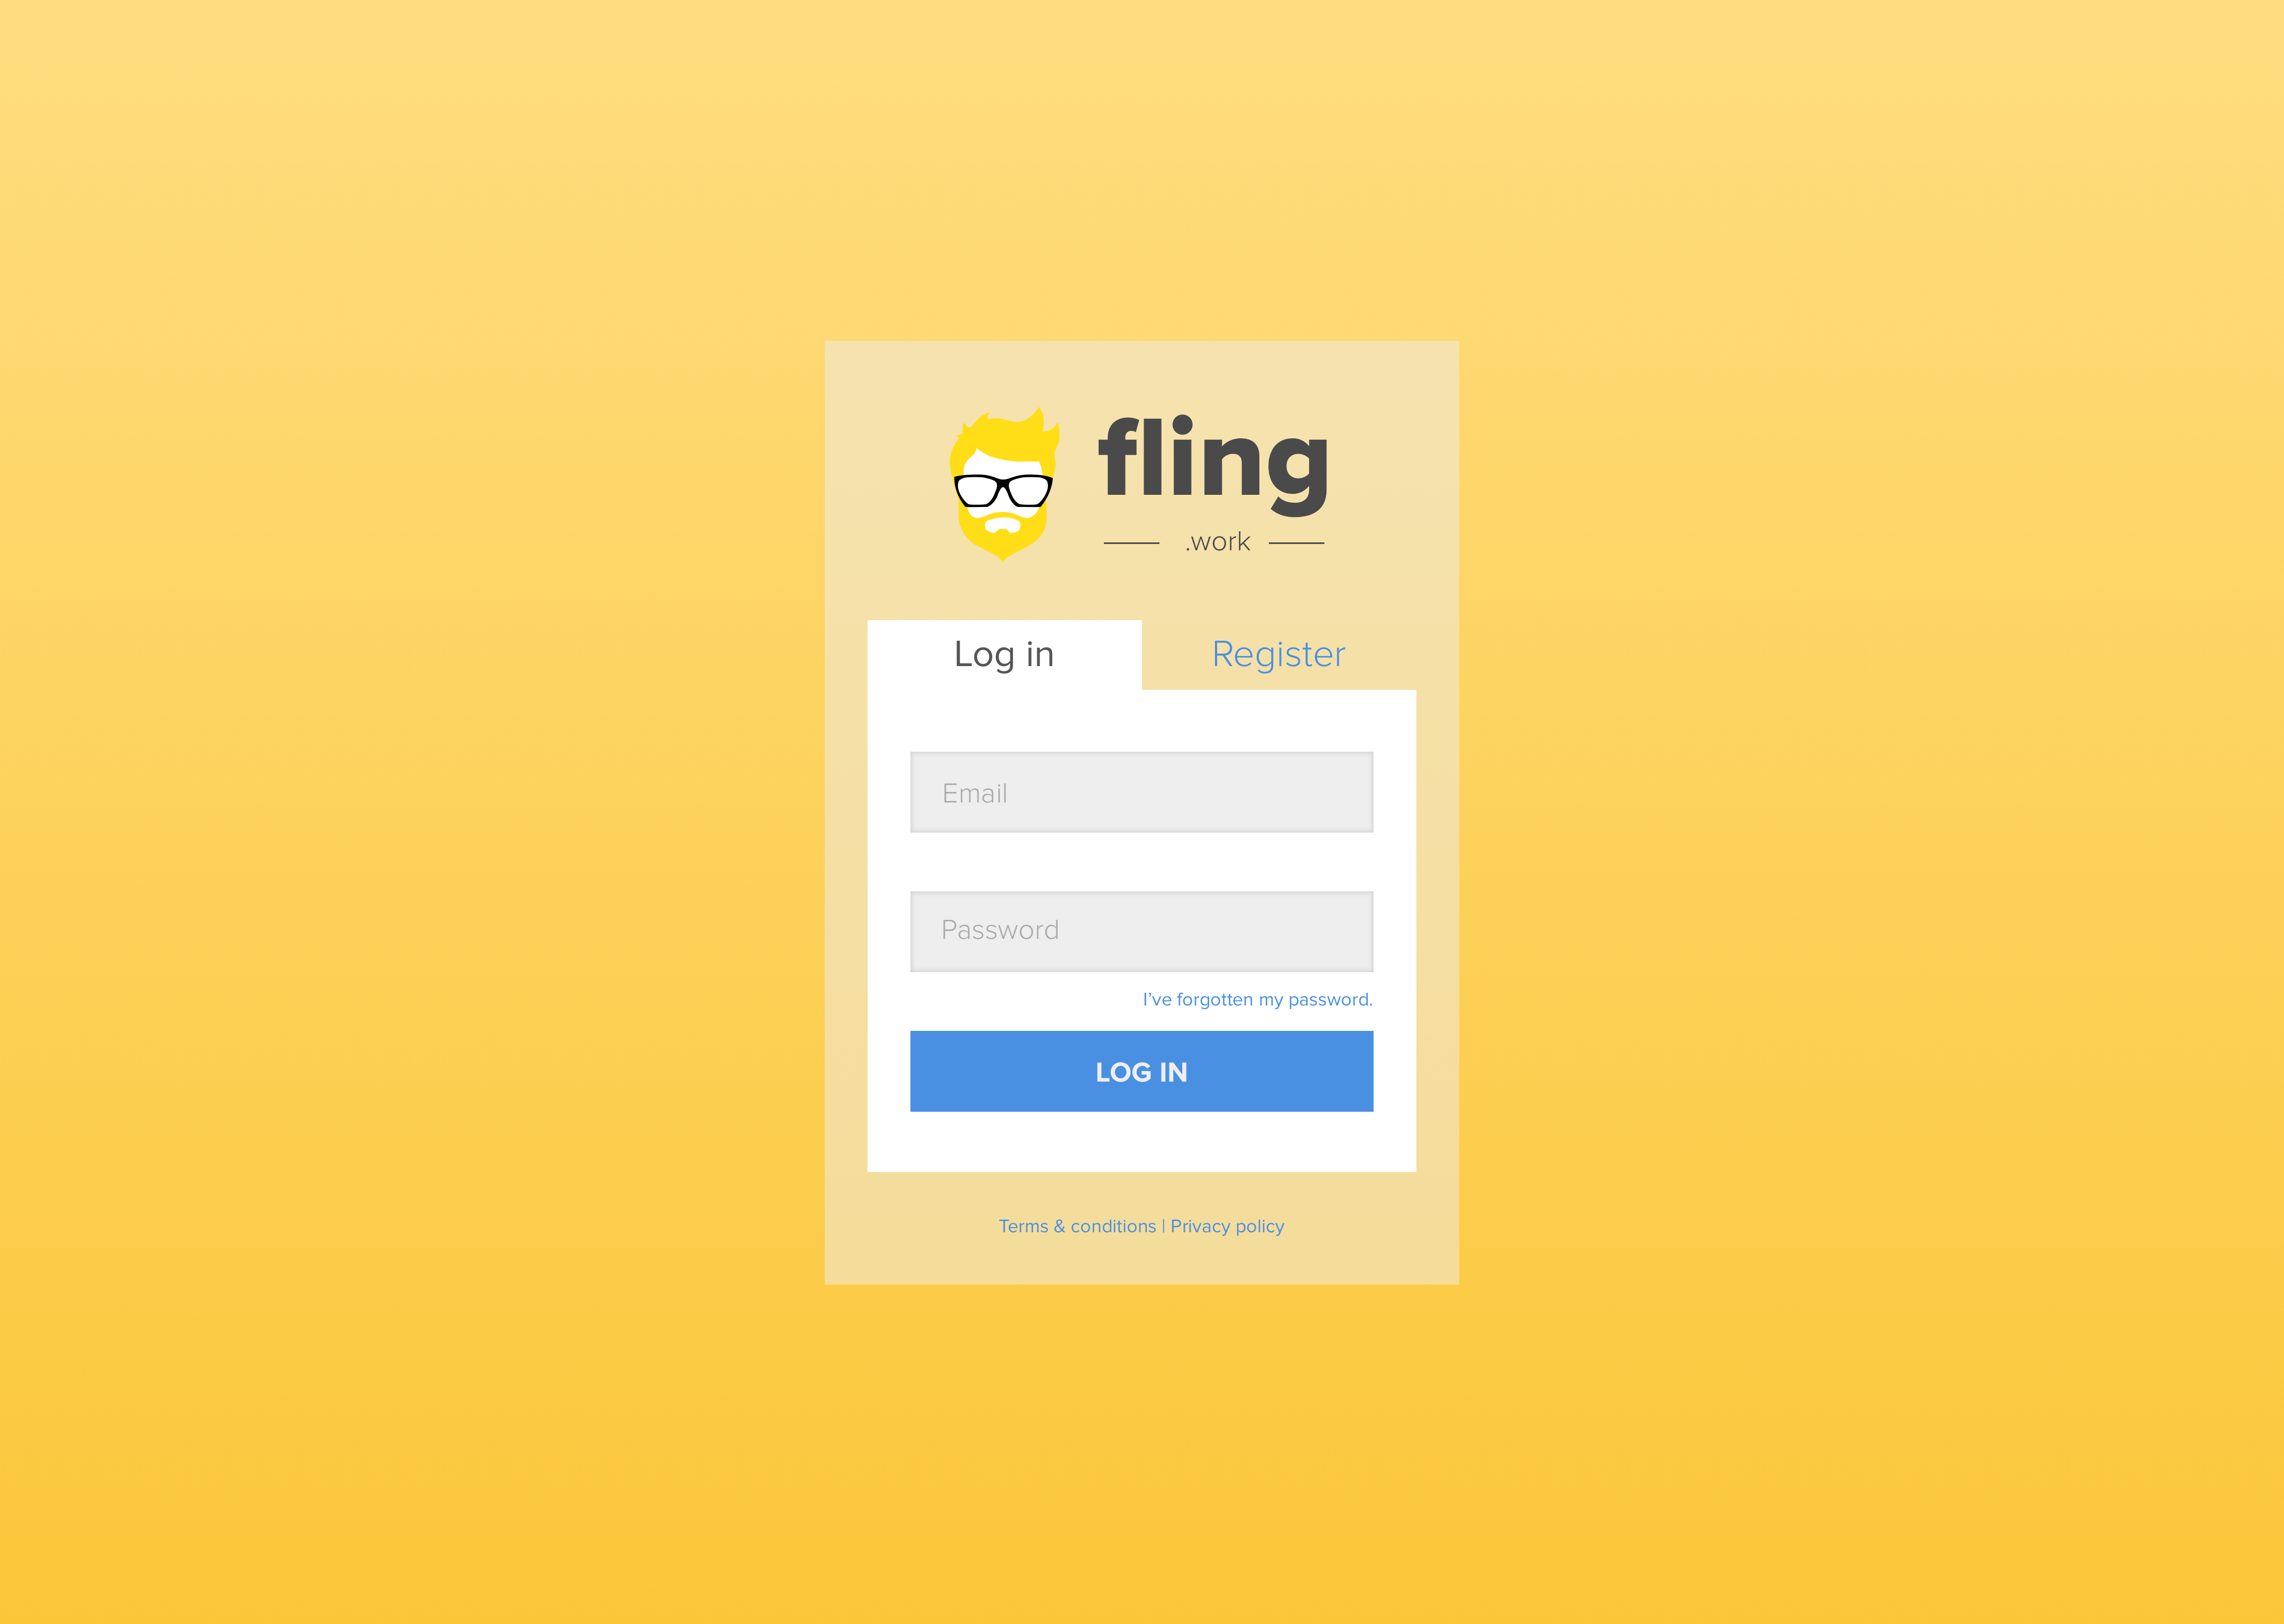 fling
.work
Log in
Register
Email
Password
I’ve forgotten my password.
LOG IN
Terms & conditions | Privacy policy